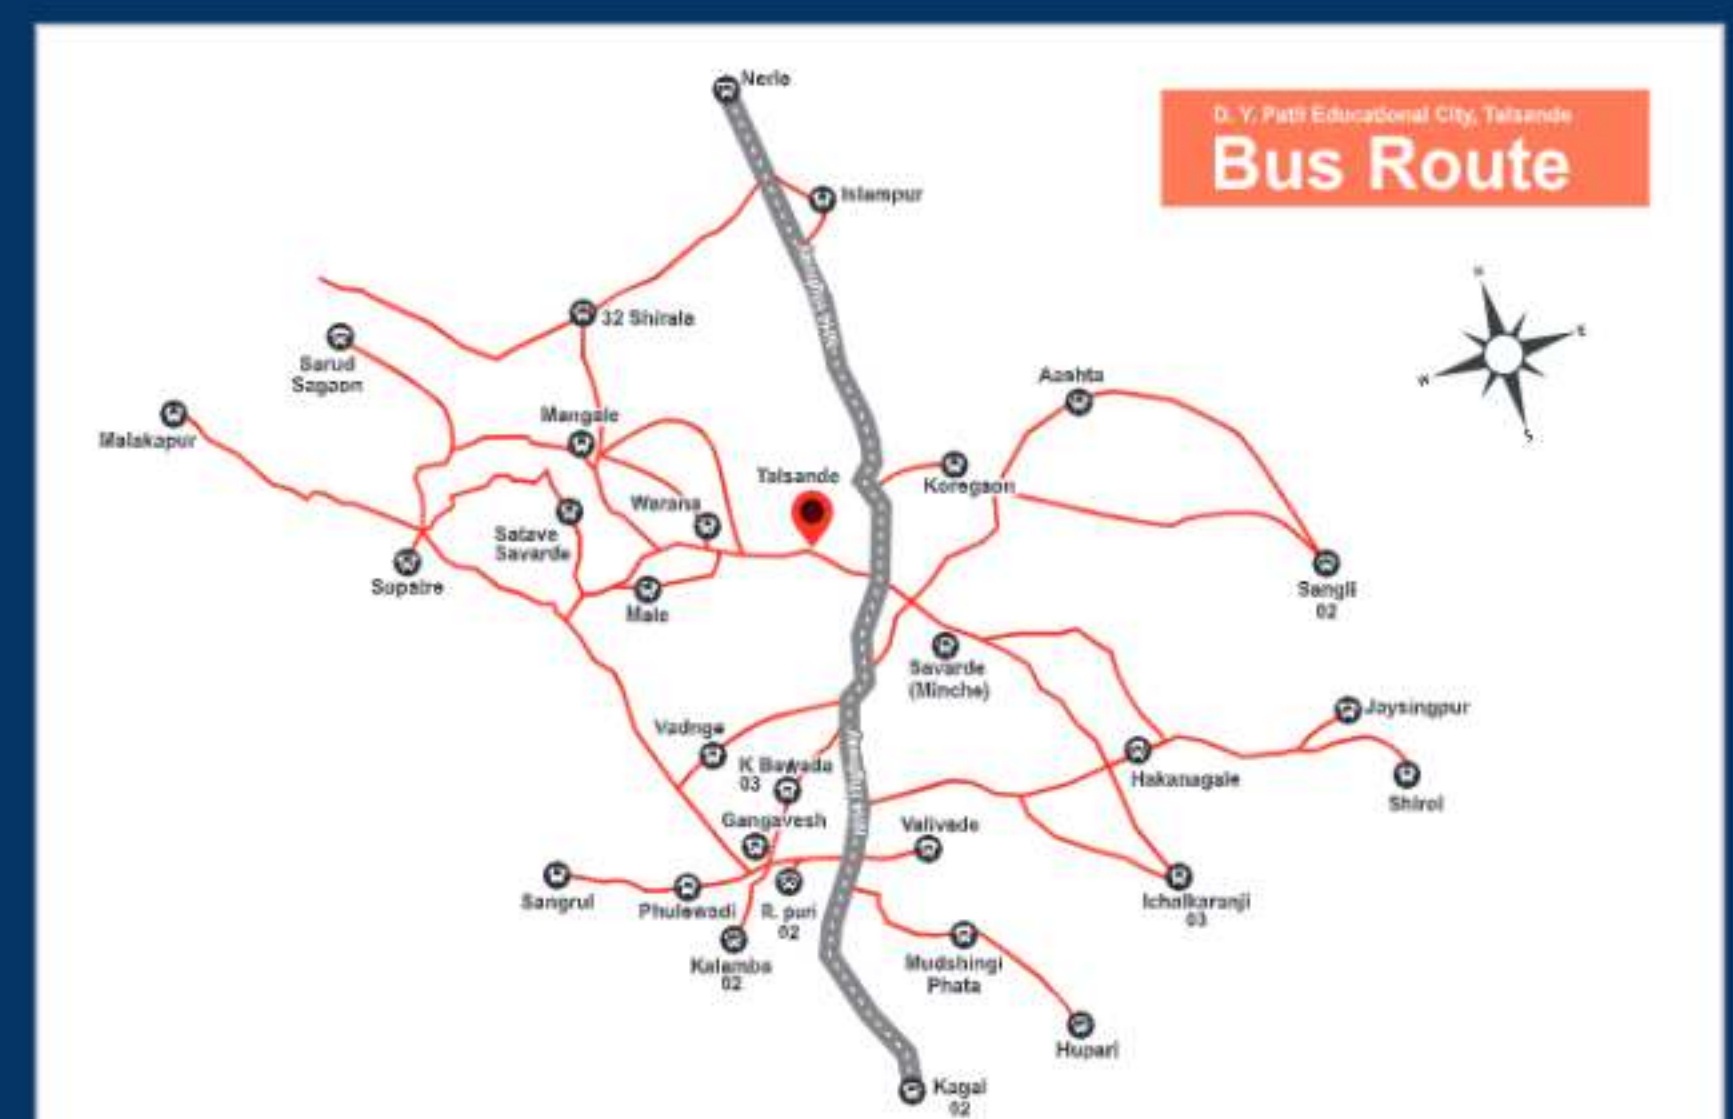 D. Y. Patil Educational City, Talsande
Bus Route
Nerle
Islampur
32 Shirala
Sarud
Sagaon
Malakapur
Mangale
Aashta
Talsande
Koregaon
Warana
Satave
Savarde
Supatre
Male
Sangli
02
Savarde
(Minche)
Vadnge
Jaysingpur
K Bawada
03
Hakanagale
Shirol
Gangavesh
Valivade
Sangrul
Phulewadi
R. puri
02
Ichalkaranji
03
Kalamba
02
Mudshingi
Phata
Hupari
Kagal
02
N
E
W
S